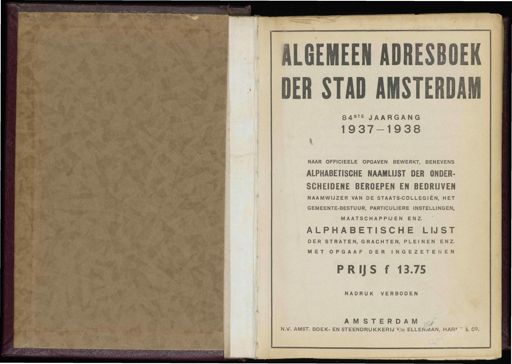 ALGEMEEN ADRESBOEK
DER STAD AMSTERDAM
84STE JAARGANG
1937-1938
NAAR OFFICIEELE OPGAVEN BEWERKT, BENEVENS
ALPHABETISCHE NAAMLIJST DER ONDER-
SCHEIDENE BEROEPEN EN BEDRIJVEN
NAAMWIJZER VAN DE STAATS-COLLEGIËN, HET
GEMEENTE-BESTUUR, PARTICULIERE INSTELLINGEN,
MAATSCHAPPIJEN ENZ.
ALPHABETISCHE LIJST
DER STRATEN, GRACHTEN, PLEINEN ENZ.
MET OPGAAF DER INGEZETENEN
PRIJS f 13.75
NADRUK VERBODEN
AMSTERDAM
N.V. AMST. BOEK- EN STEENDRUKKERIJ ELLERMAN, & CO.